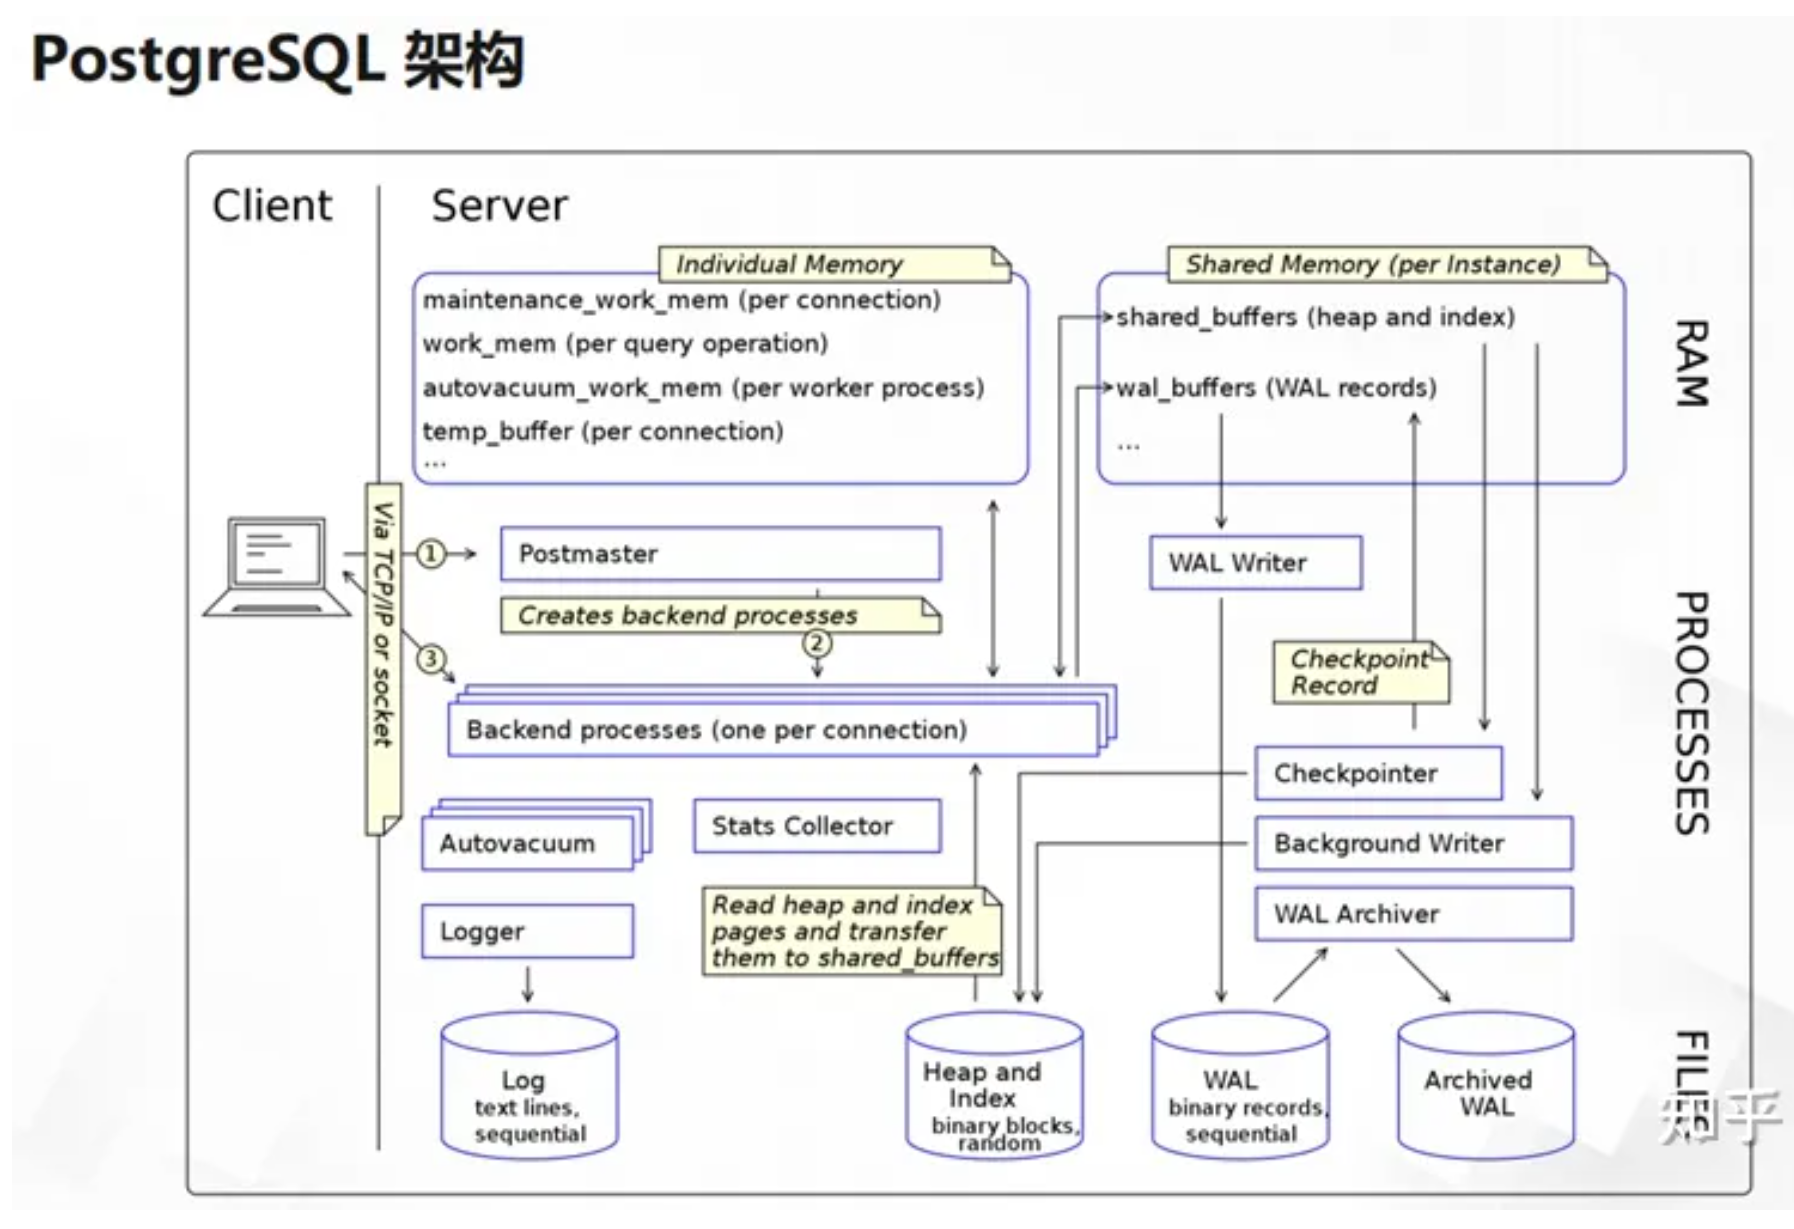 PostgreSQL 架构
Client
Server
Individual Memory
maintenance_work_mem (per connection)
work_mem (per query operation)
autovacuum_work_mem (per worker process)
temp_buffer (per connection)
...
Shared Memory (per Instance)
shared_buffers (heap and index)
wal_buffers (WAL records)
...
RAM
Via TCP/IP or socket
1
Postmaster
Creates backend processes
2
3
Backend processes (one per connection)
WAL Writer
Checkpoint
Record
PROCESSES
Checkpointer
Autovacuum
Stats Collector
Background Writer
Logger
Read heap and index
pages and transfer
them to shared_buffers
WAL Archiver
Log
text lines,
sequential
Heap and
Index
binary blocks,
random
WAL
binary records,
sequential
Archived
WAL
FILES
知乎